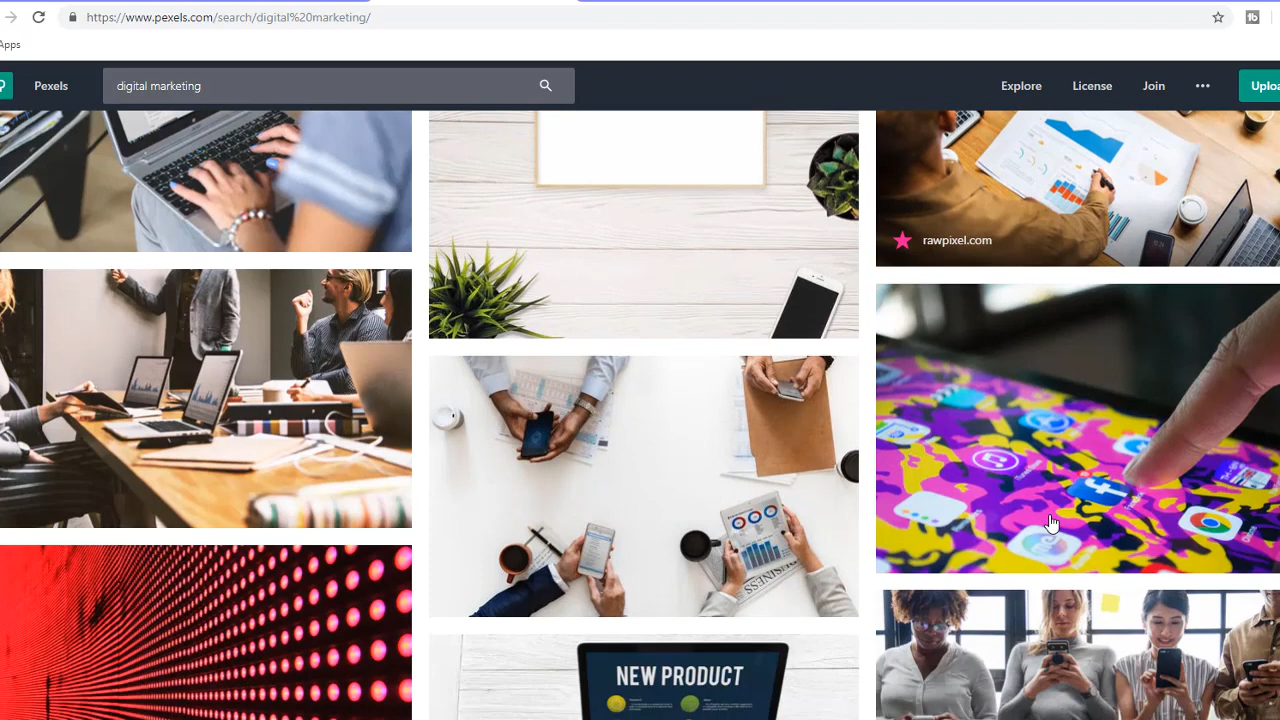 https://www.pexels.com/search/digital%20marketing/
Apps
Pexels
digital marketing
Explore
License
Join
•••
Uploa
rawpixel.com
BUSINESS
NEW PRODUCT